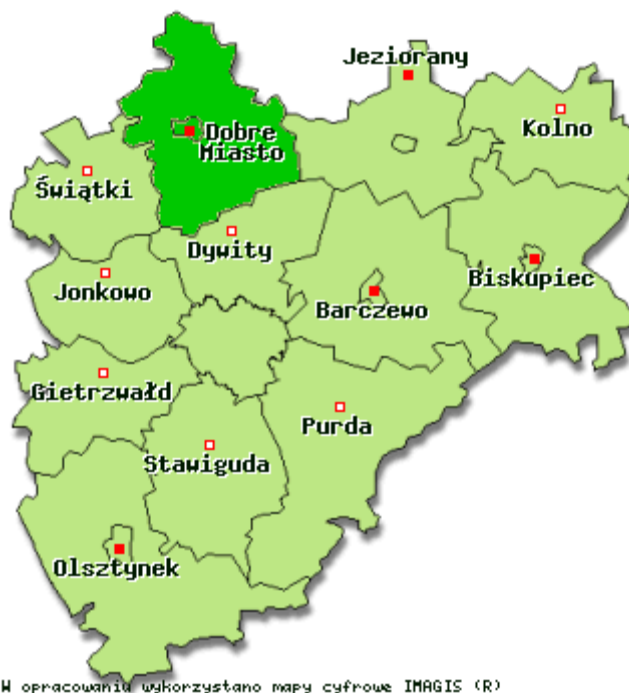 Jeziorany
Kolno
Dobre
Miasto
Świątki
Dywity
Biskupiec
Jonkowo
Barczewo
Gietrzwałd
Purda
Stawiguda
Olsztynek
W opracowaniu wykorzystano mapy cyfrowe IMAGIS (R)